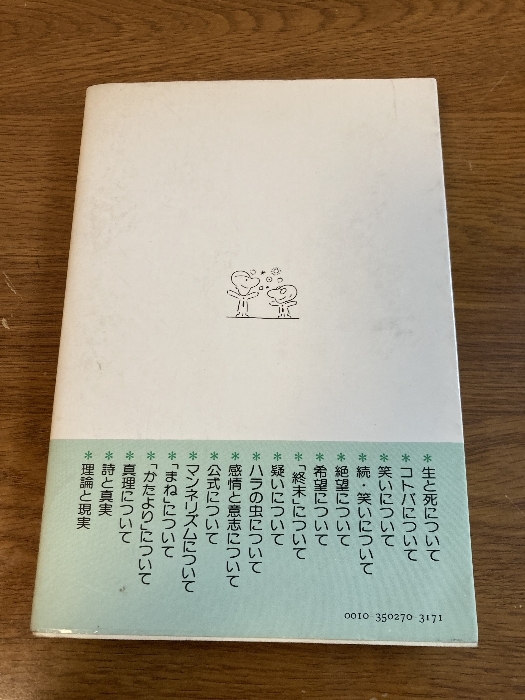 *生と死について
*コトバについて
*笑いについて
*続・笑いについて
*絶望について
*希望について
*「終末」について
*疑いについて
*ハラの虫について
*感情と意志について
*公式について
*マンネリズムについて
*「まね」について
*「かたより」について
*真理について
*詩と真実
*理論と現実
0010-350270-3171